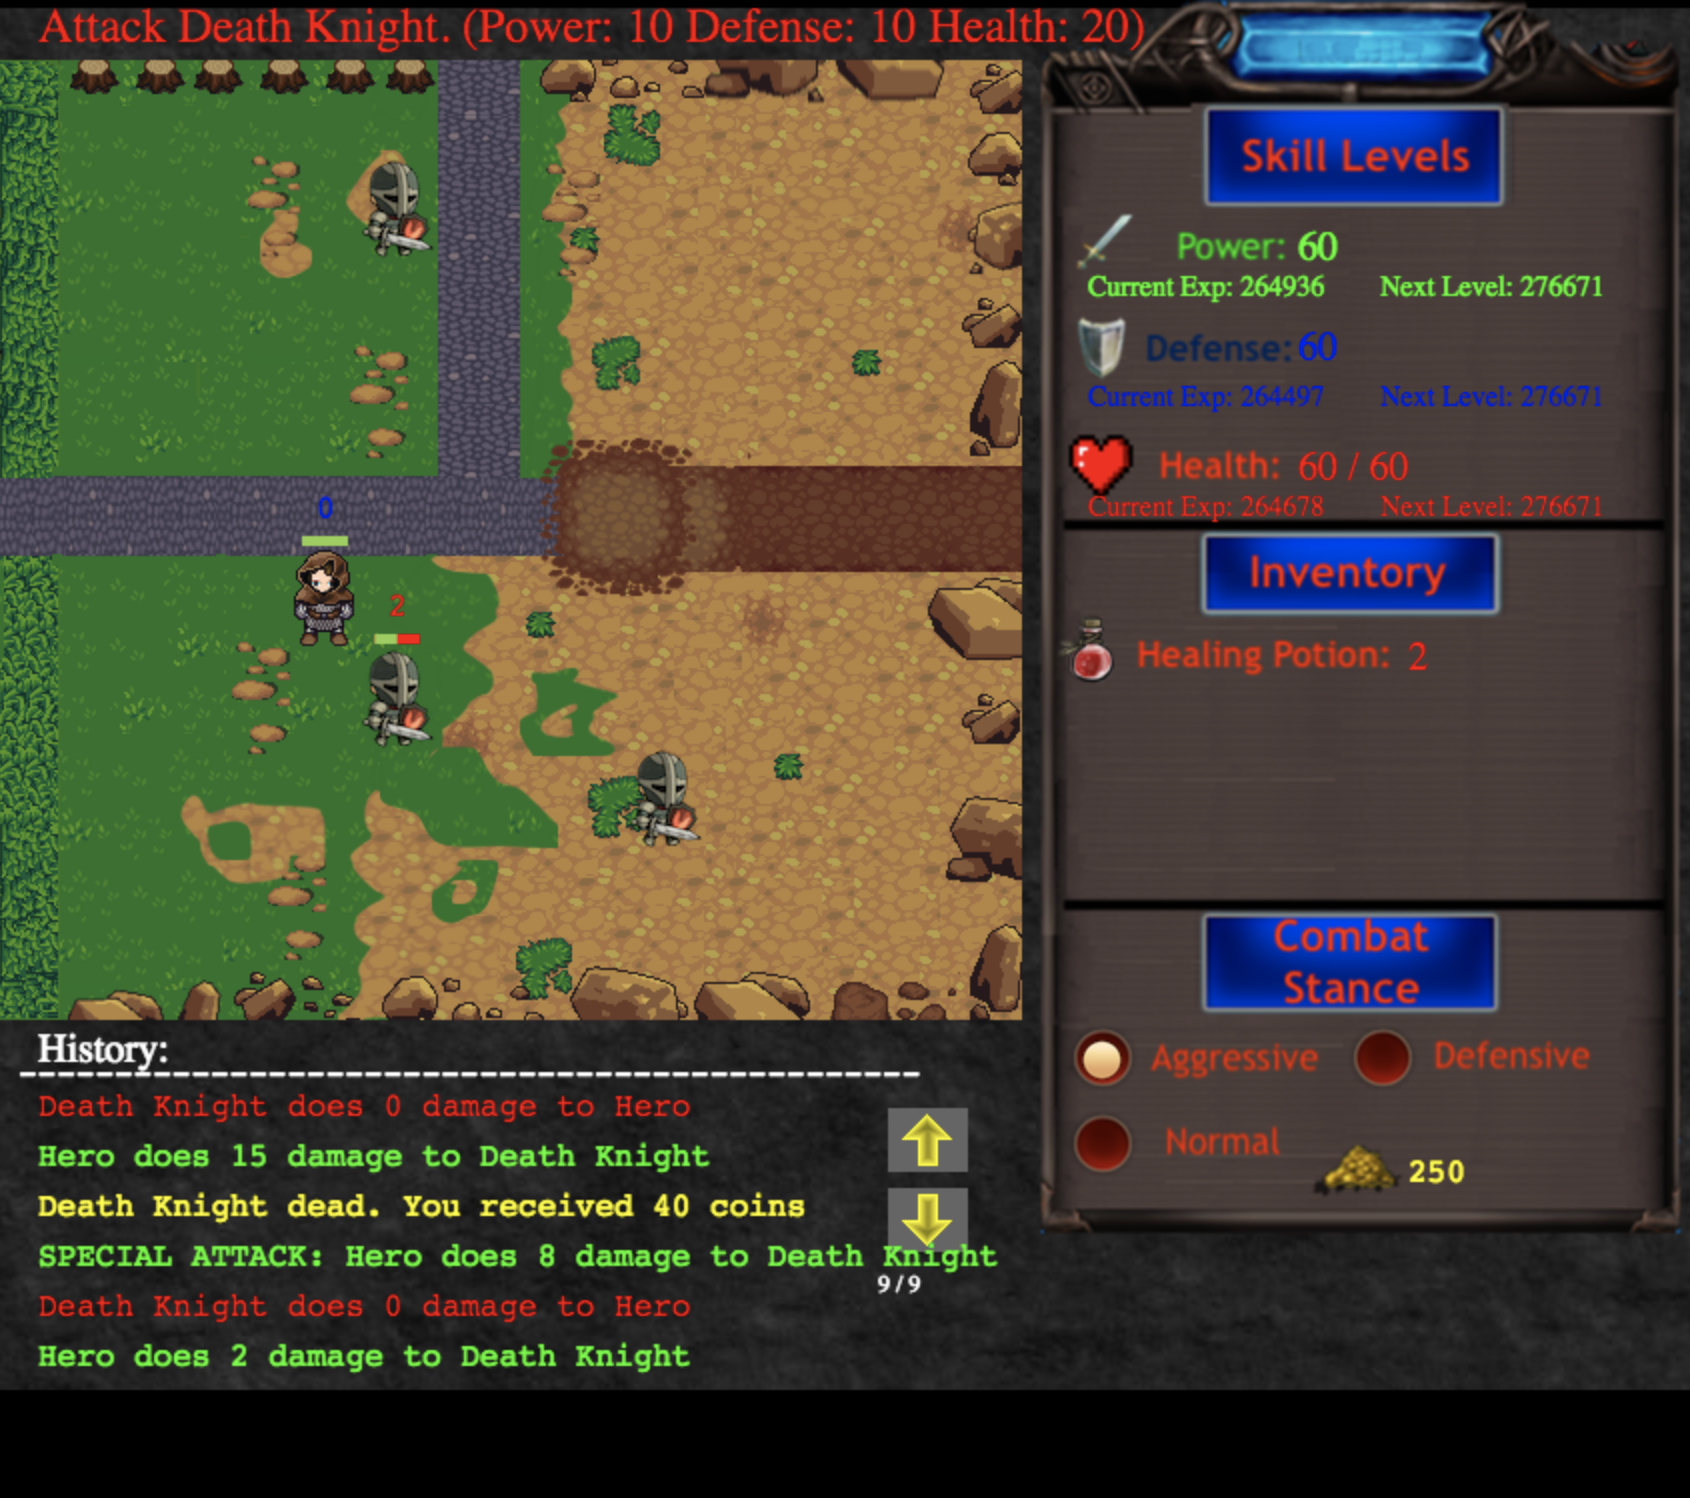 Attack Death Knight. (Power: 10 Defense: 10 Health: 20)
Skill Levels
Power: 60
Current Exp: 264936 Next Level: 276671
Defense: 60
Current Exp: 264497 Next Level: 276671
Health: 60 / 60
Current Exp: 264678 Next Level: 276671
0
2
Inventory
Healing Potion: 2
Combat
Stance
Aggressive Defensive
Normal
250
History:
Death Knight does 0 damage to Hero
Hero does 15 damage to Death Knight
Death Knight dead. You received 40 coins
SPECIAL ATTACK: Hero does 8 damage to Death Knight
9/9
Death Knight does 0 damage to Hero
Hero does 2 damage to Death Knight